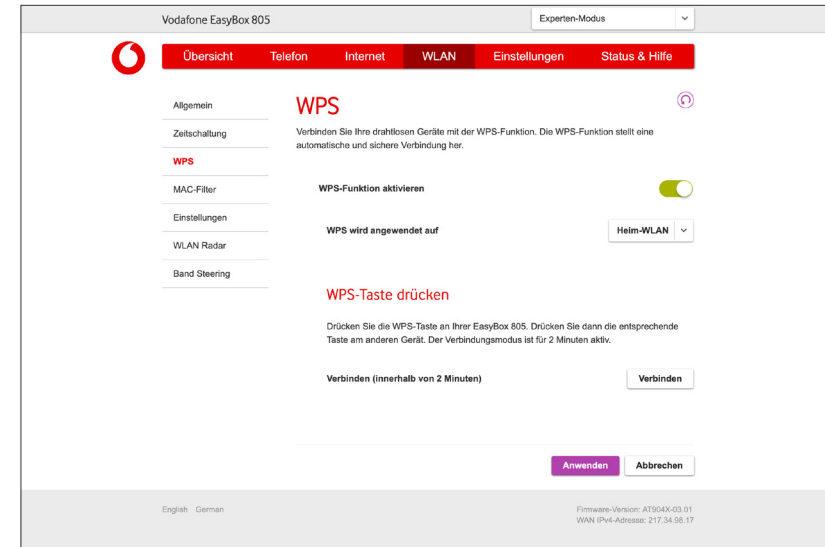 Vodafone EasyBox 805
Experten-Modus
Übersicht Telefon Internet WLAN Einstellungen Status & Hilfe
Allgemein
Zeitschaltung
WPS
MAC-Filter
Einstellungen
WLAN Radar
Band Steering
WPS
Verbinden Sie Ihre drahtlosen Geräte mit der WPS-Funktion. Die WPS-Funktion stellt eine
automatische und sichere Verbindung her.
WPS-Funktion aktivieren
WPS wird angewendet auf
Heim-WLAN
WPS-Taste drücken
Drücken Sie die WPS-Taste an Ihrer EasyBox 805. Drücken Sie dann die entsprechende
Taste am anderen Gerät. Der Verbindungsmodus ist für 2 Minuten aktiv.
Verbinden (innerhalb von 2 Minuten)
Verbinden
Anwenden Abbrechen
English German
Firmware-Version: AT904X-03.01
WAN IPv4-Adresse: 217.34.98.17